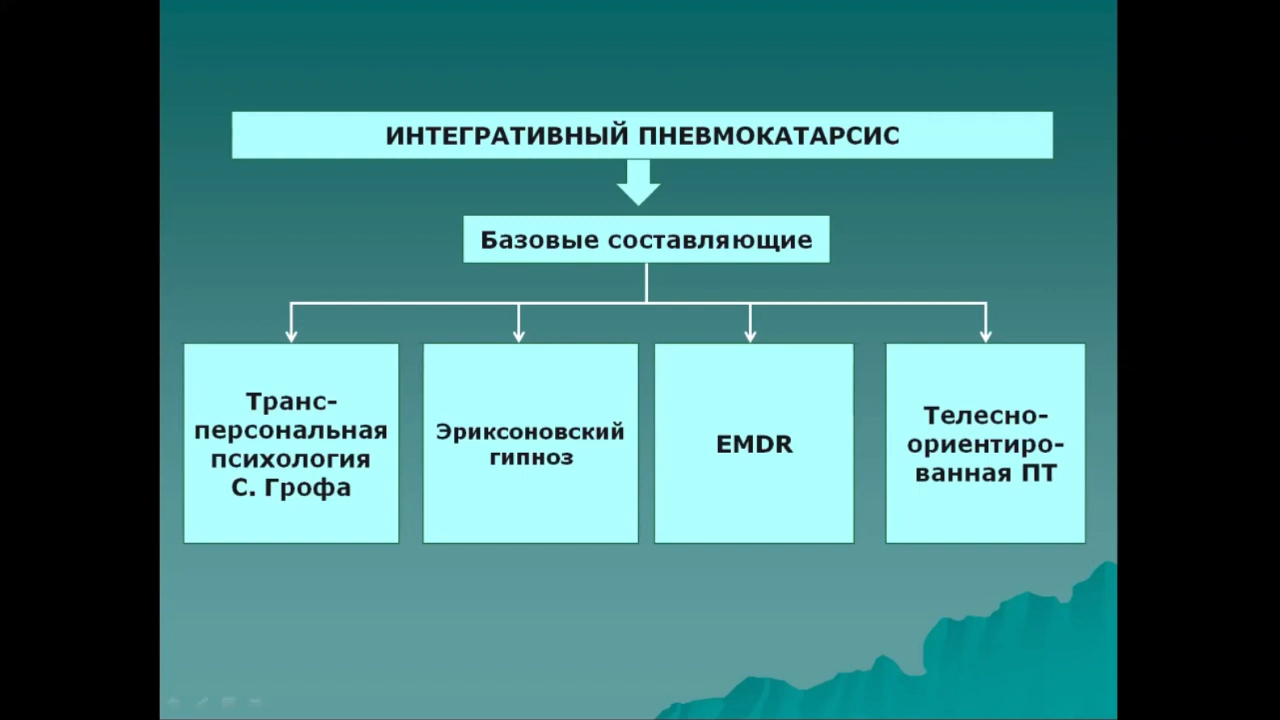 ИНТЕГРАТИВНЫЙ ПНЕВМОКАТАРСИС
Базовые составляющие
Транс-
персональная
психология
С. Грофа
Эриксоновский
гипноз
EMDR
Телесно-
ориентиро-
ванная ПТ